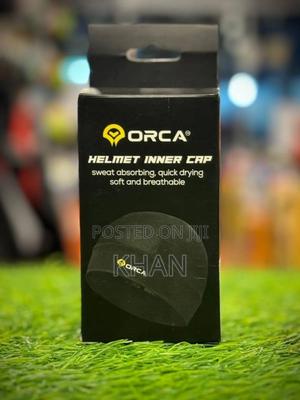 ORCA®
HELMET INNER CAP
sweat absorbing, quick drying
soft and breathable
POSTED ON JIJI
KHAN
ORCA